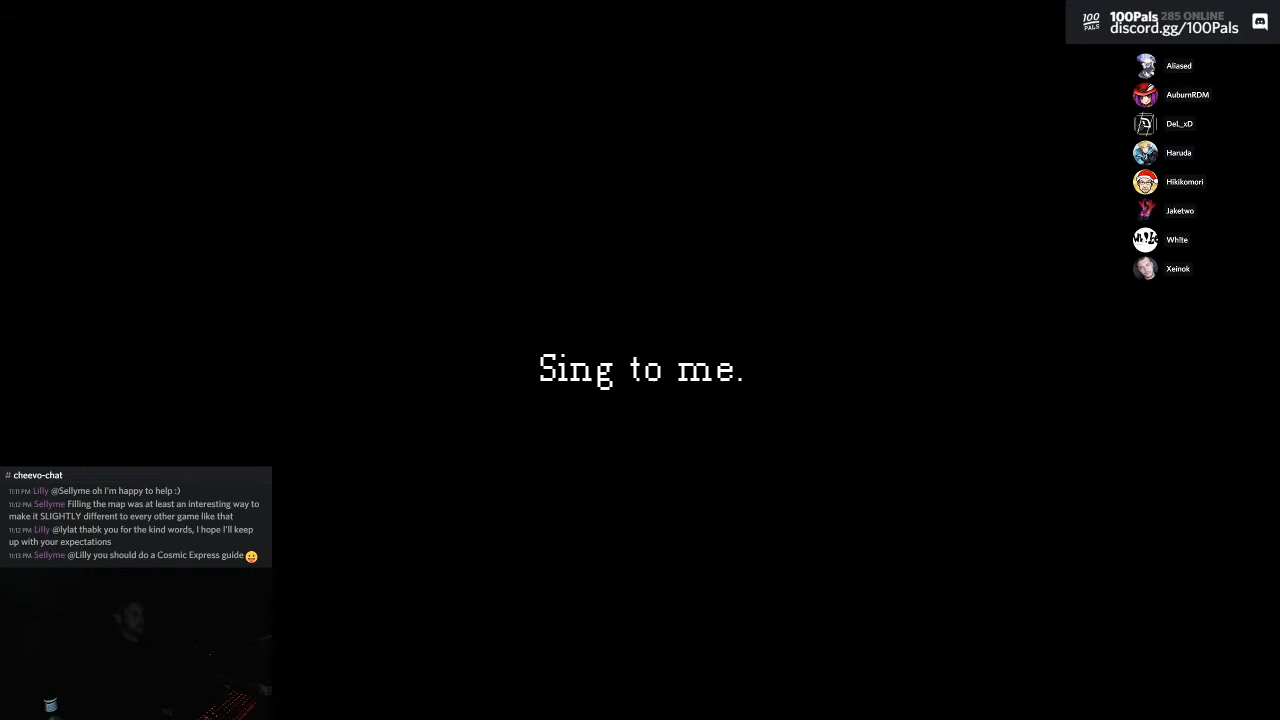 100
PALS
100Pals 285 ONLINE
discord.gg/100Pals
Aliased
AuburnRDM
DeL_xD
Haruda
Hikikomori
Jaketwo
Wh!te
Xeinok
Sing to me.
# cheevo-chat
11:11 PM Lilly @Sellyme oh I'm happy to help :)
11:12 PM Sellyme Filling the map was at least an interesting way to
make it SLIGHTLY different to every other game like that
11:12 PM Lilly @lylat thabk you for the kind words, I hope I'll keep
up with your expectations
11:13 PM Sellyme @Lilly you should do a Cosmic Express guide